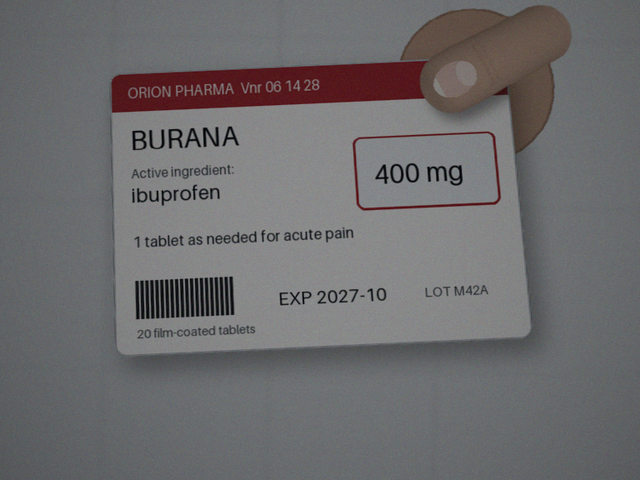 ORION PHARMA Vnr 06 14 28
BURANA
Active ingredient:
ibuprofen
400 mg
1 tablet as needed for acute pain
EXP 2027-10
LOT M42A
20 film-coated tablets